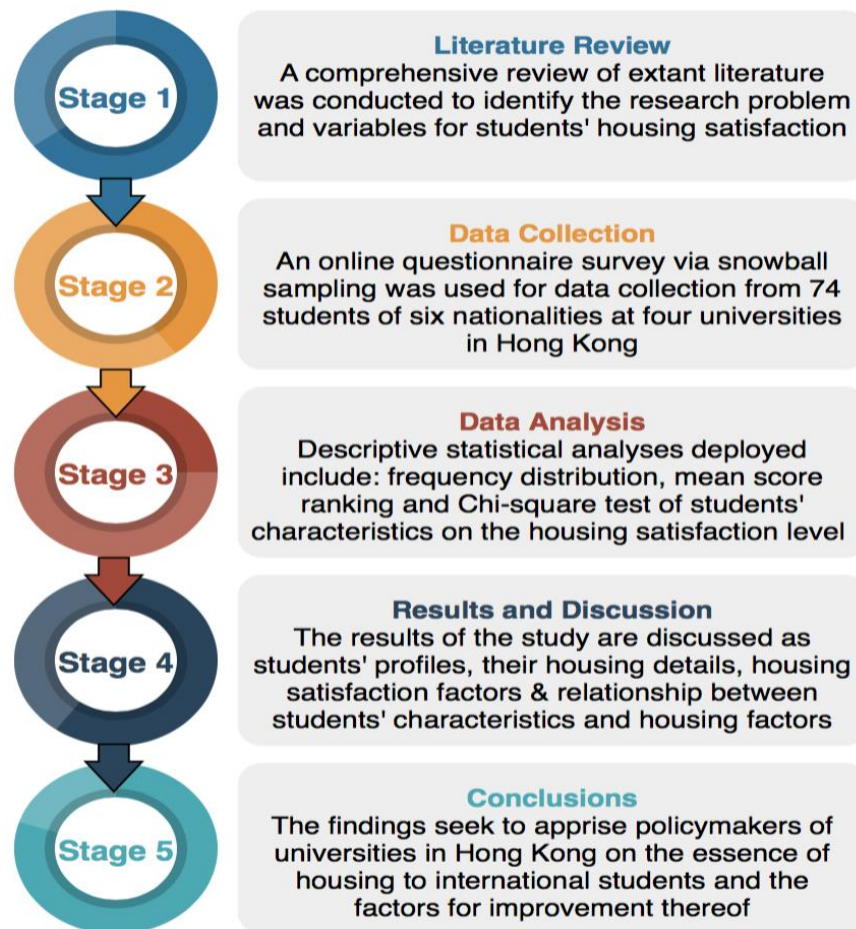 Stage 1
Literature Review
A comprehensive review of extant literature
was conducted to identify the research problem
and variables for students' housing satisfaction
Stage 2
Data Collection
An online questionnaire survey via snowball
sampling was used for data collection from 74
students of six nationalities at four universities
in Hong Kong
Stage 3
Data Analysis
Descriptive statistical analyses deployed
include: frequency distribution, mean score
ranking and Chi-square test of students'
characteristics on the housing satisfaction level
Stage 4
Results and Discussion
The results of the study are discussed as
students' profiles, their housing details, housing
satisfaction factors & relationship between
students' characteristics and housing factors
Stage 5
Conclusions
The findings seek to apprise policymakers of
universities in Hong Kong on the essence of
housing to international students and the
factors for improvement thereof